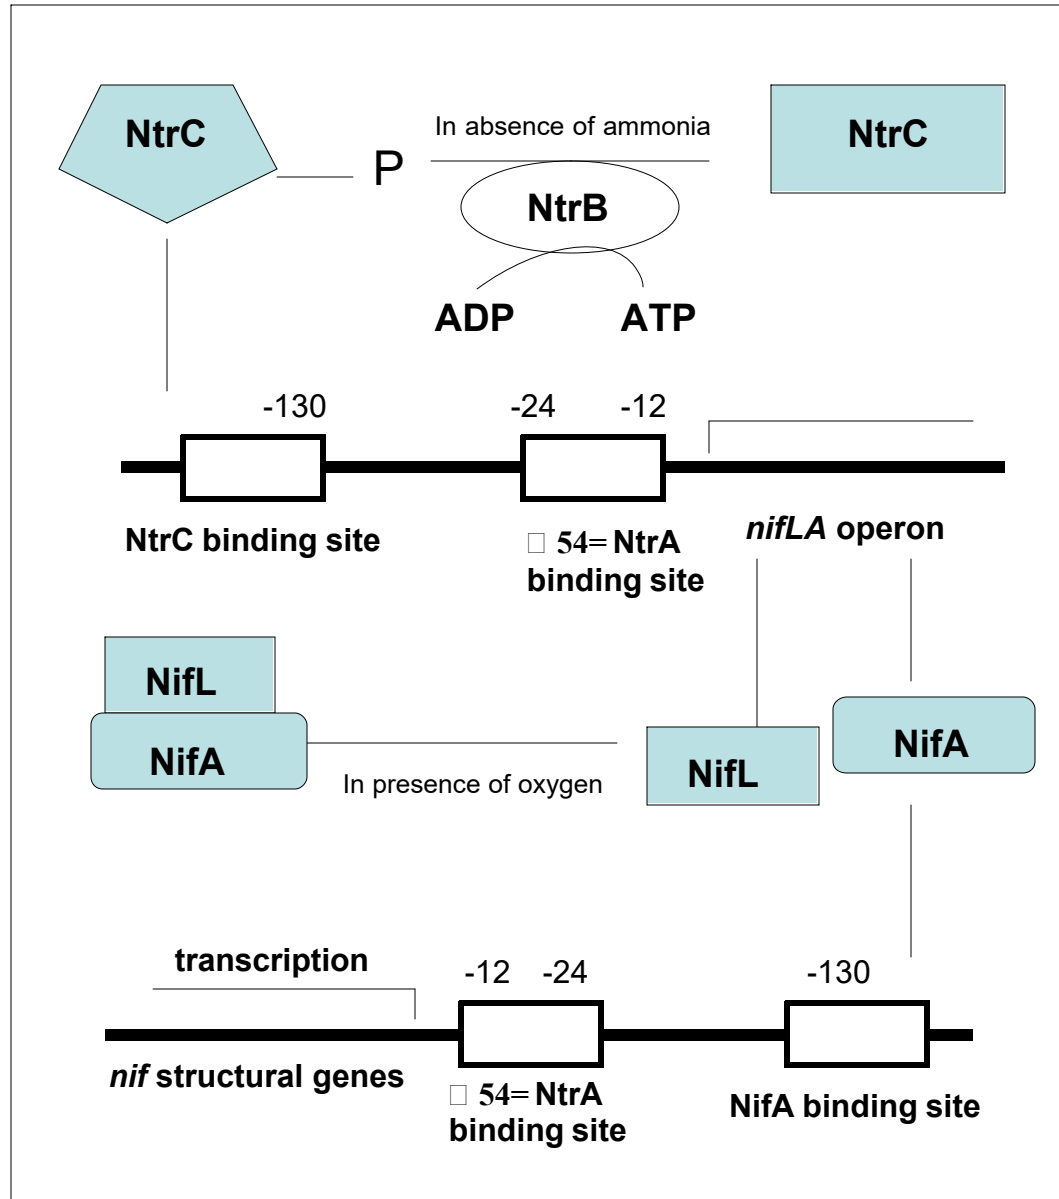 NtrC
In absence of ammonia
NtrC
P
NtrB
ADP
ATP
-130
-24
-12
NtrC binding site
□ 54= NtrA
binding site
nifLA operon
NifL
NifA
In presence of oxygen
NifL
NifA
transcription
-12
-24
-130
nif structural genes
□ 54= NtrA
binding site
NifA binding site